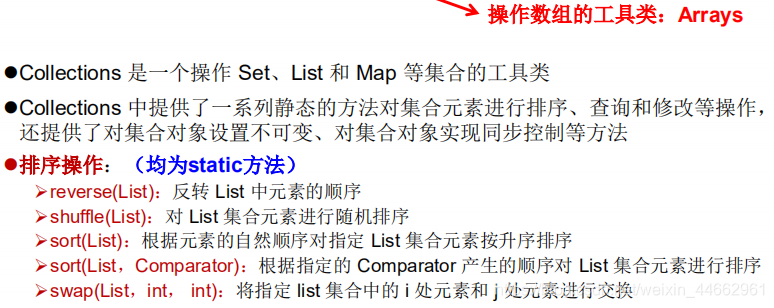 操作数组的工具类：Arrays
●Collections 是一个操作 Set、List 和 Map 等集合的工具类
●Collections 中提供了一系列静态的方法对集合元素进行排序、查询和修改等操作，
还提供了对集合对象设置不可变、对集合对象实现同步控制等方法
●排序操作：（均为static方法）
➢reverse(List)：反转 List 中元素的顺序
➢shuffle(List)：对 List 集合元素进行随机排序
➢sort(List)：根据元素的自然顺序对指定 List 集合元素按升序排序
➢sort(List，Comparator)：根据指定的 Comparator 产生的顺序对 List 集合元素进行排序
➢swap(List，int， int)：将指定 list 集合中的 i 处元素和 j 处元素进行交换
weixin_44662961